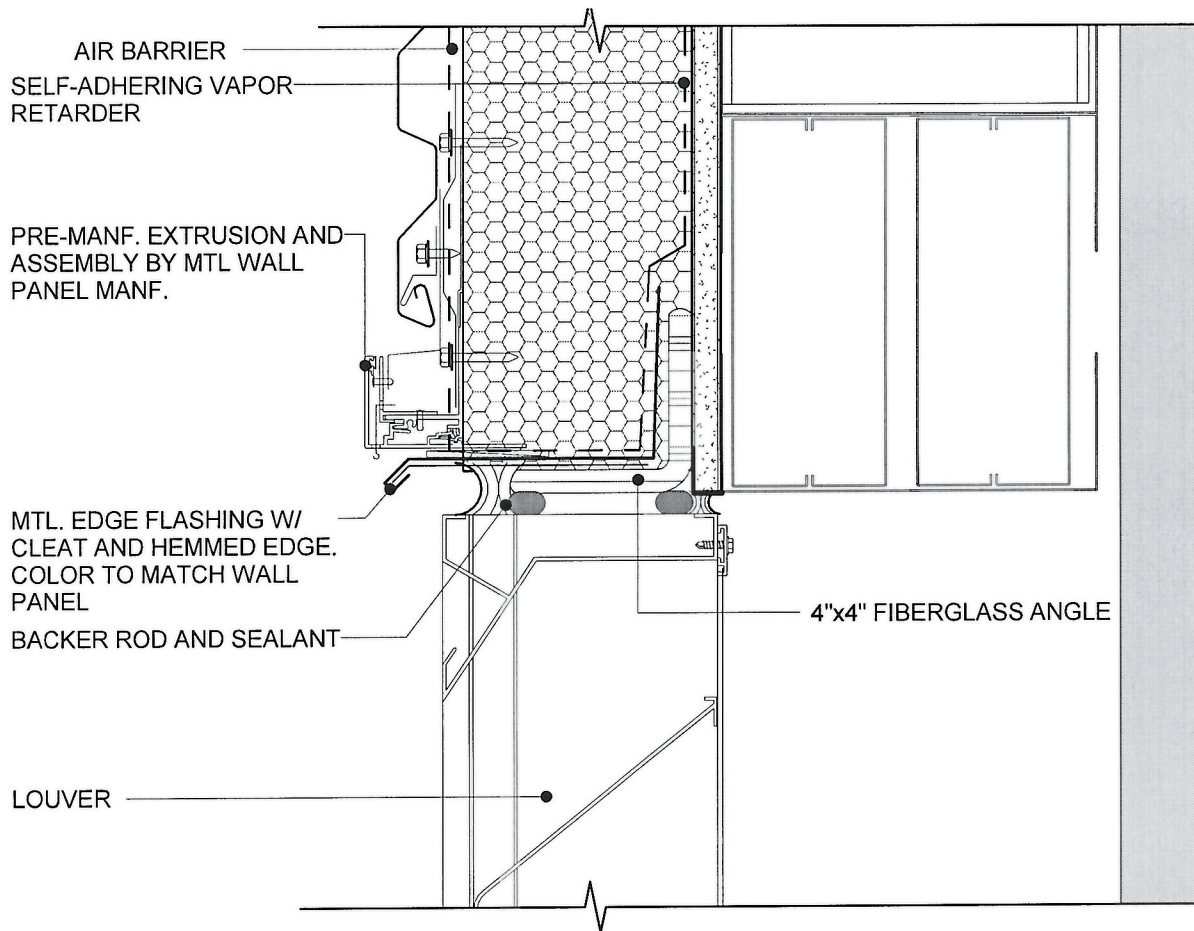 AIR BARRIER
SELF-ADHERING VAPOR
RETARDER
PRE-MANF. EXTRUSION AND
ASSEMBLY BY MTL WALL
PANEL MANF.
MTL. EDGE FLASHING W/
CLEAT AND HEMMED EDGE.
COLOR TO MATCH WALL
PANEL
BACKER ROD AND SEALANT
4"x4" FIBERGLASS ANGLE
LOUVER